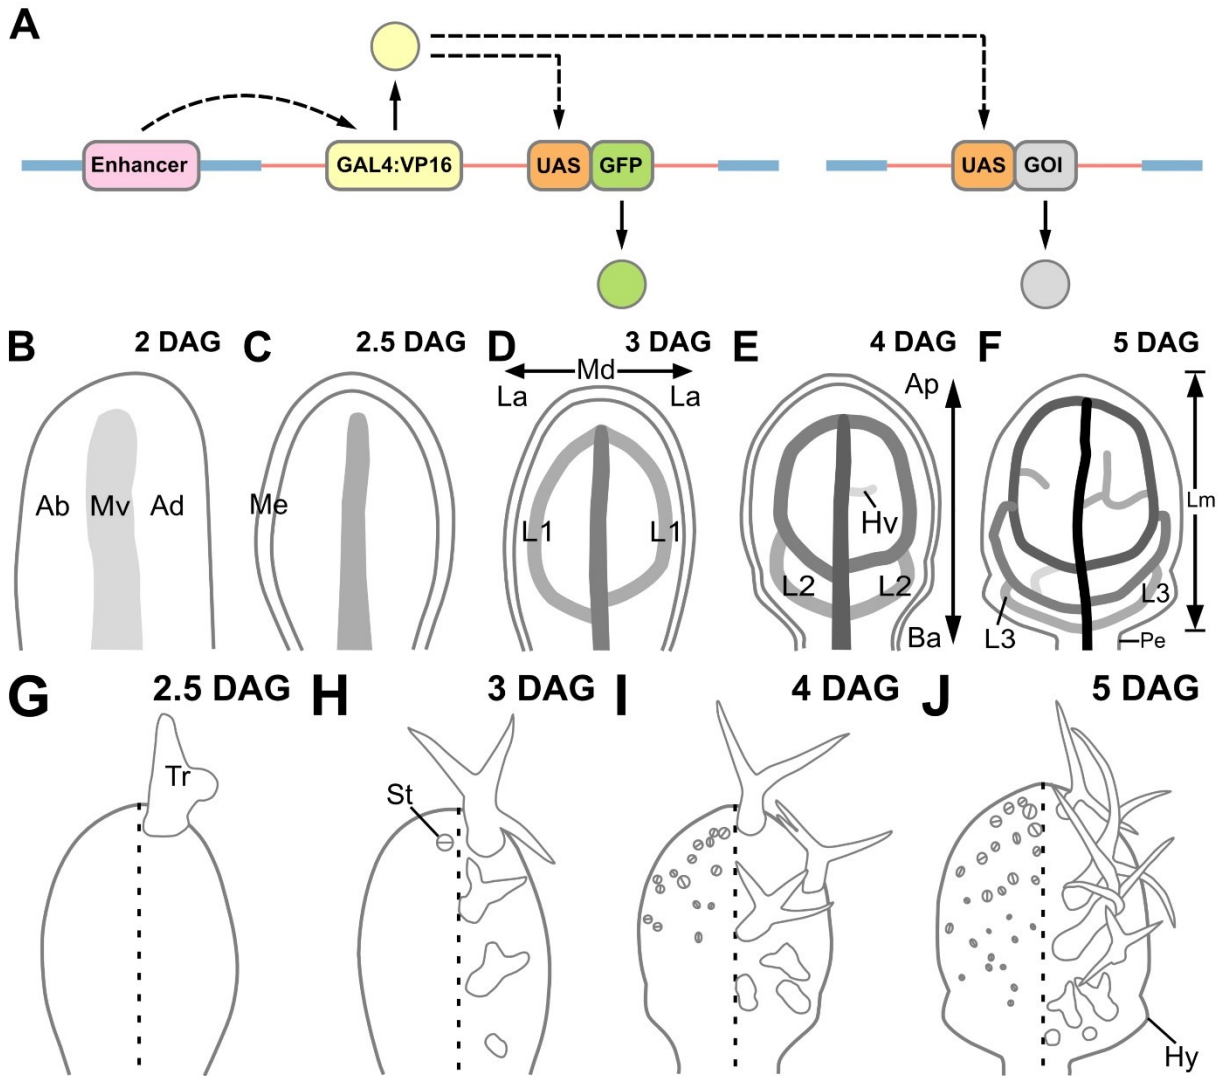 A
Enhancer GAL4:VP16 UAS GFP UAS GOI
B 2 DAG C 2.5 DAG D 3 DAG E 4 DAG F 5 DAG
Md
La La
Ap
Ab Mv Ad
Me
L1 L1
Hv
Lm
L2 L2
L3
L3
Ba
Pe
G 2.5 DAG H 3 DAG I 4 DAG J 5 DAG
Tr
St
Hy